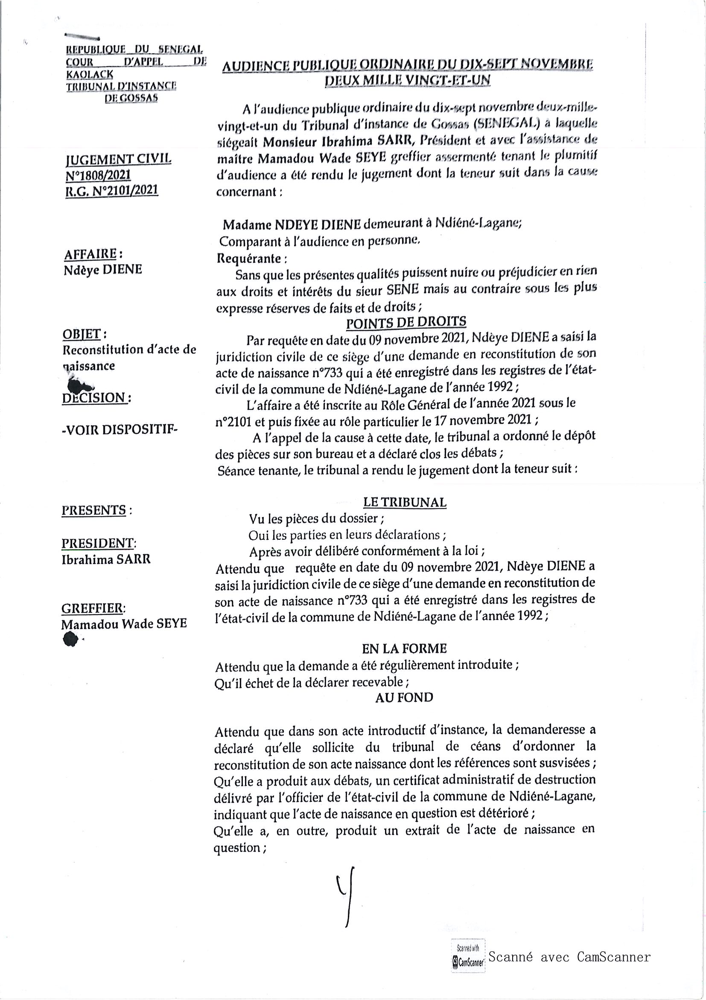 REPUBLIQUE DU SENEGAL
COUR D'APPEL DE
KAOLACK
TRIBUNAL D'INSTANCE
DE GOSSAS
JUGEMENT CIVIL
N°1808/2021
R.G. N°2101/2021
AFFAIRE :
Ndèye DIENE
OBJET :
Reconstitution d'acte de
naissance
DECISION :
-VOIR DISPOSITIF-
PRESENTS :
PRESIDENT:
Ibrahima SARR
GREFFIER:
Mamadou Wade SEYE
AUDIENCE PUBLIQUE ORDINAIRE DU DIX-SEPT NOVEMBRE
DEUX MILLE VINGT-ET-UN
A l'audience publique ordinaire du dix-sept novembre deux-mille-
vingt-et-un du Tribunal d'instance de Gossas (SENEGAL) à laquelle
siégeait Monsieur Ibrahima SARR, Président et avec l'assistance de
maître Mamadou Wade SEYE greffier assermenté tenant le plumitif
d'audience a été rendu le jugement dont la teneur suit dans la cause
concernant :
Madame NDEYE DIENE demeurant à Ndiéné-Lagane;
Comparant à l'audience en personne.
Requérante :
Sans que les présentes qualités puissent nuire ou préjudicier en rien
aux droits et intérêts du sieur SENE mais au contraire sous les plus
expresse réserves de faits et de droits ;
POINTS DE DROITS
Par requête en date du 09 novembre 2021, Ndèye DIENE a saisi la
juridiction civile de ce siège d'une demande en reconstitution de son
acte de naissance n°733 qui a été enregistré dans les registres de l'état-
civil de la commune de Ndiéné-Lagane de l'année 1992 ;
L'affaire a été inscrite au Rôle Général de l'année 2021 sous le
n°2101 et puis fixée au rôle particulier le 17 novembre 2021 ;
A l'appel de la cause à cette date, le tribunal a ordonné le dépôt
des pièces sur son bureau et a déclaré clos les débats ;
Séance tenante, le tribunal a rendu le jugement dont la teneur suit :
LE TRIBUNAL
Vu les pièces du dossier ;
Oui les parties en leurs déclarations ;
Après avoir délibéré conformément à la loi ;
Attendu que requête en date du 09 novembre 2021, Ndèye DIENE a
saisi la juridiction civile de ce siège d'une demande en reconstitution de
son acte de naissance n°733 qui a été enregistré dans les registres de
l'état-civil de la commune de Ndiéné-Lagane de l'année 1992 ;
EN LA FORME
Attendu que la demande a été régulièrement introduite ;
Qu'il échet de la déclarer recevable ;
AU FOND
Attendu que dans son acte introductif d'instance, la demanderesse a
déclaré qu'elle sollicite du tribunal de céans d'ordonner la
reconstitution de son acte naissance dont les références sont susvisées ;
Qu'elle a produit aux débats, un certificat administratif de destruction
délivré par l'officier de l'état-civil de la commune de Ndiéné-Lagane,
indiquant que l'acte de naissance en question est détérioré ;
Qu'elle a, en outre, produit un extrait de l'acte de naissance en
question ;
Scanned with
CS CamScanner
Scanné avec CamScanner